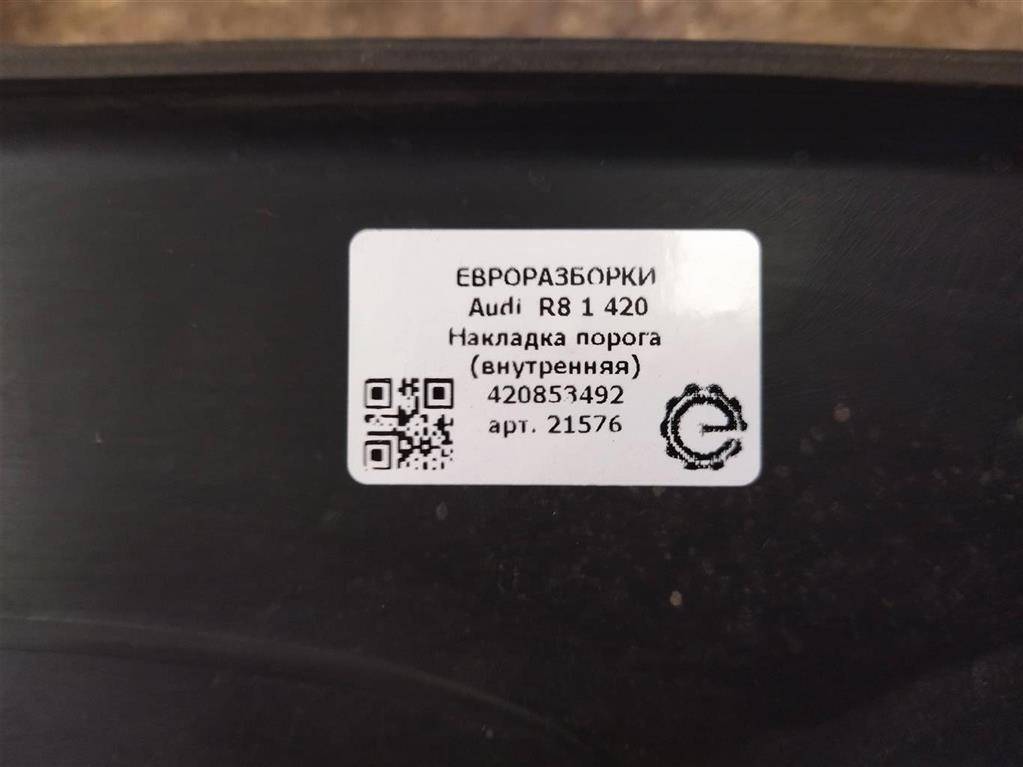 ЕВРОРАЗБОРКИ
Audi R8 1 420
Накладка порога
(внутренняя)
420853492
арт. 21576